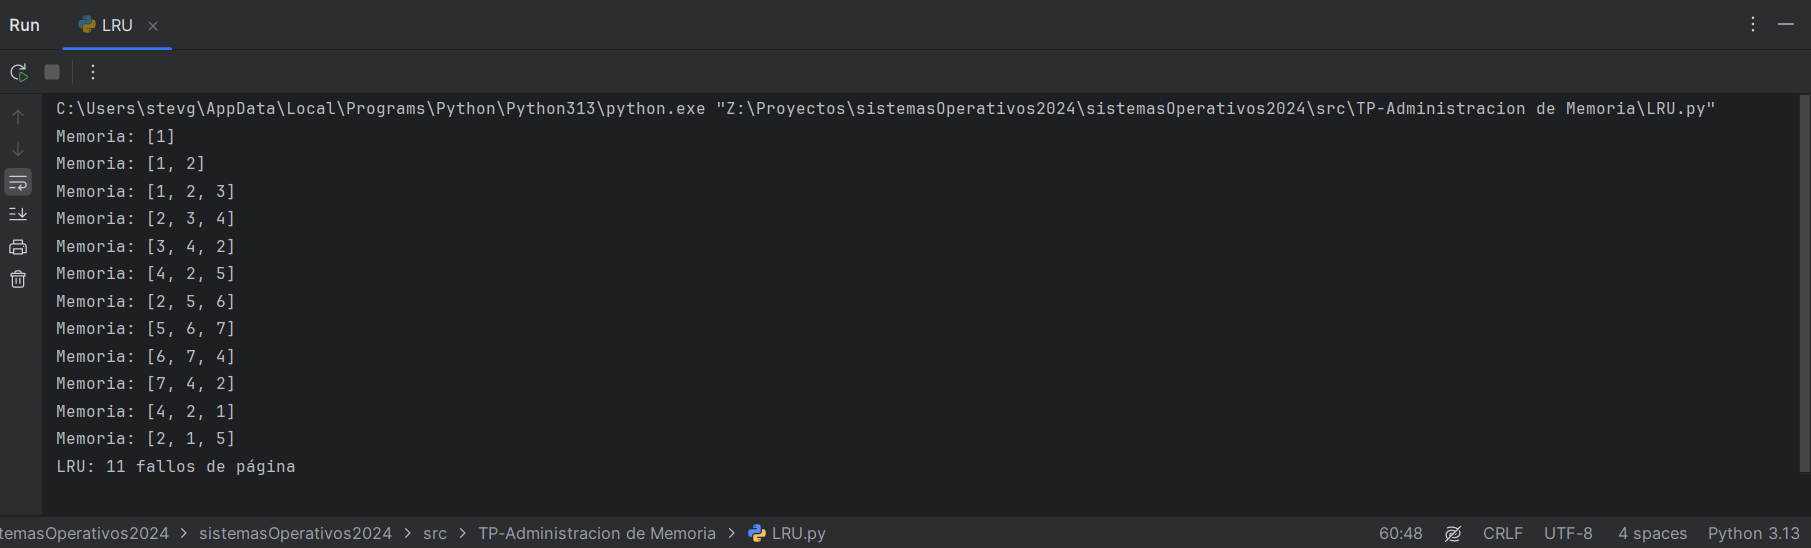 Run LRU
C:\Users\stevg\AppData\Local\Programs\Python\Python313\python.exe "Z:\Proyectos\sistemasOperativos2024\sistemasOperativos2024\src\TP-Administracion de Memoria\LRU.py"
Memoria: [1]
Memoria: [1, 2]
Memoria: [1, 2, 3]
Memoria: [2, 3, 4]
Memoria: [3, 4, 2]
Memoria: [4, 2, 5]
Memoria: [2, 5, 6]
Memoria: [5, 6, 7]
Memoria: [6, 7, 4]
Memoria: [7, 4, 2]
Memoria: [4, 2, 1]
Memoria: [2, 1, 5]
LRU: 11 fallos de página
temasOperativos2024 > sistemasOperativos2024 > src > TP-Administracion de Memoria > LRU.py 60:48 CRLF UTF-8 4 spaces Python 3.13